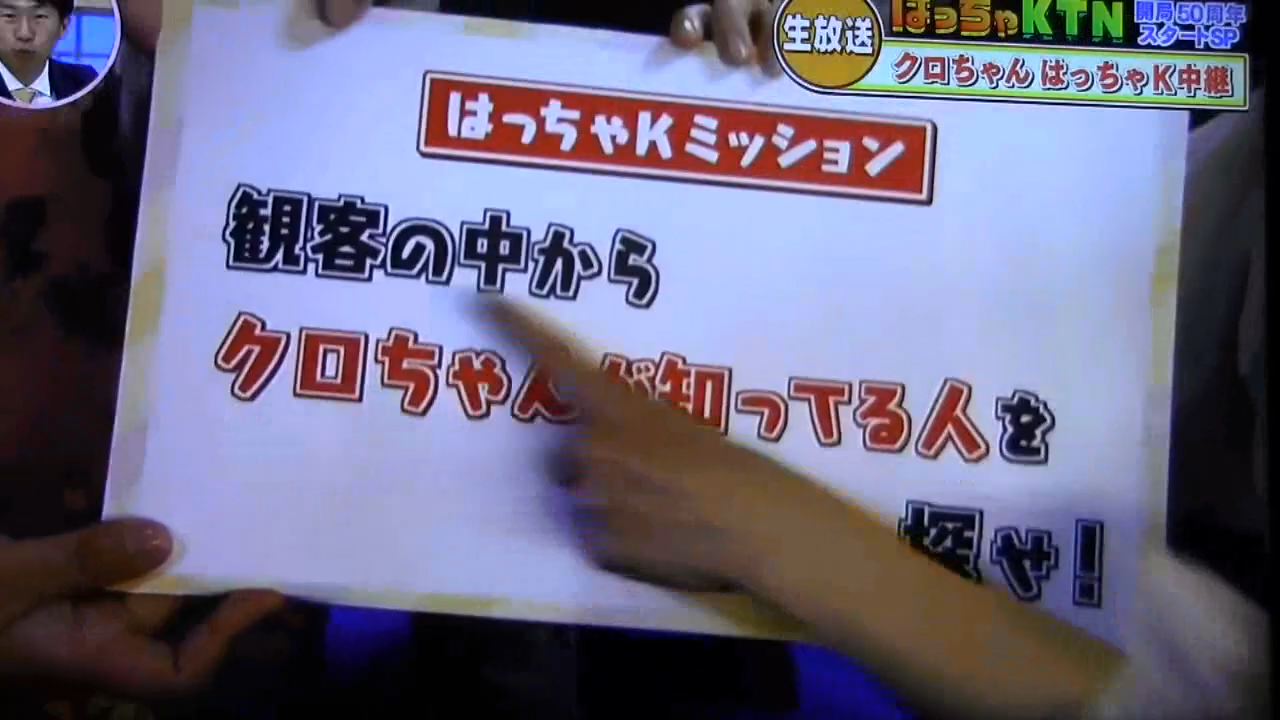 生放送
はっちゃKTN
開局50周年
スタートSP
クロちゃん はっちゃK中継
はっちゃKミッション
観客の中から
クロちゃんが知ってる人を
探せ!